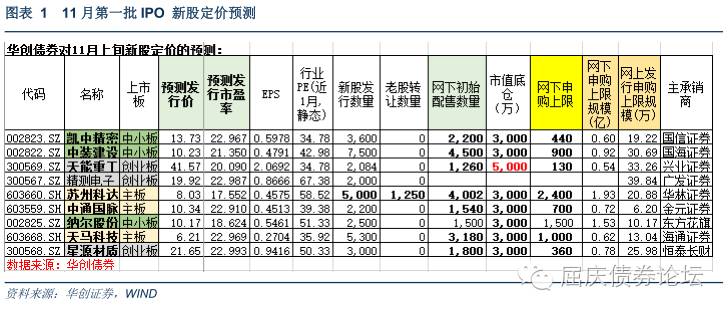 图表 1 11 月第一批 IPO 新股定价预测
华创债券对11月上旬新股定价的预测:
代码 名称 上市板 预测发行价 预测发行市盈率 EPS 行业PE(近1月,静态) 新股发行数量 老股转让数量 网下初始配售数量 市值底仓(万) 网下申购上限 网下申购上限规模(亿) 网上发行申购上限规模(万) 主承销商
002823.SZ 凯中精密 中小板 13.73 22.967 0.5978 34.78 3,600 0 2,200 3,000 440 0.60 19.22 国信证券
002822.SZ 中装建设 中小板 10.23 21.350 0.4791 42.98 7,500 0 4,500 3,000 900 0.92 30.69 国海证券
300569.SZ 天能重工 创业板 41.57 20.090 2.0692 34.78 2,084 0 1,260 5,000 130 0.54 33.26 兴业证券
300567.SZ 精测电子 创业板 19.92 22.987 0.8666 67.38 2,000 0 39.84 广发证券
603660.SH 苏州科达 主板 8.03 17.552 0.4575 58.52 5,000 1,250 4,002 3,000 2,400 1.93 20.88 华林证券
603559.SH 中通国脉 主板 10.34 22.910 0.4513 39.38 2,200 0 1,540 3,000 700 0.72 6.20 金元证券
002825.SZ 纳尔股份 中小板 10.17 18.624 0.5461 51.33 2,500 0 1,500 3,000 1,500 1.53 10.17 东方花旗
603668.SH 天马科技 主板 6.21 22.969 0.2704 35.92 5,300 0 3,180 3,000 1,000 0.62 13.04 海通证券
300568.SZ 星源材质 创业板 21.65 22.993 0.9416 50.33 3,000 0 1,800 3,000 360 0.78 25.98 恒泰长财
数据来源: 华创债券
屈庆债券论坛
资料来源：华创证券，WIND